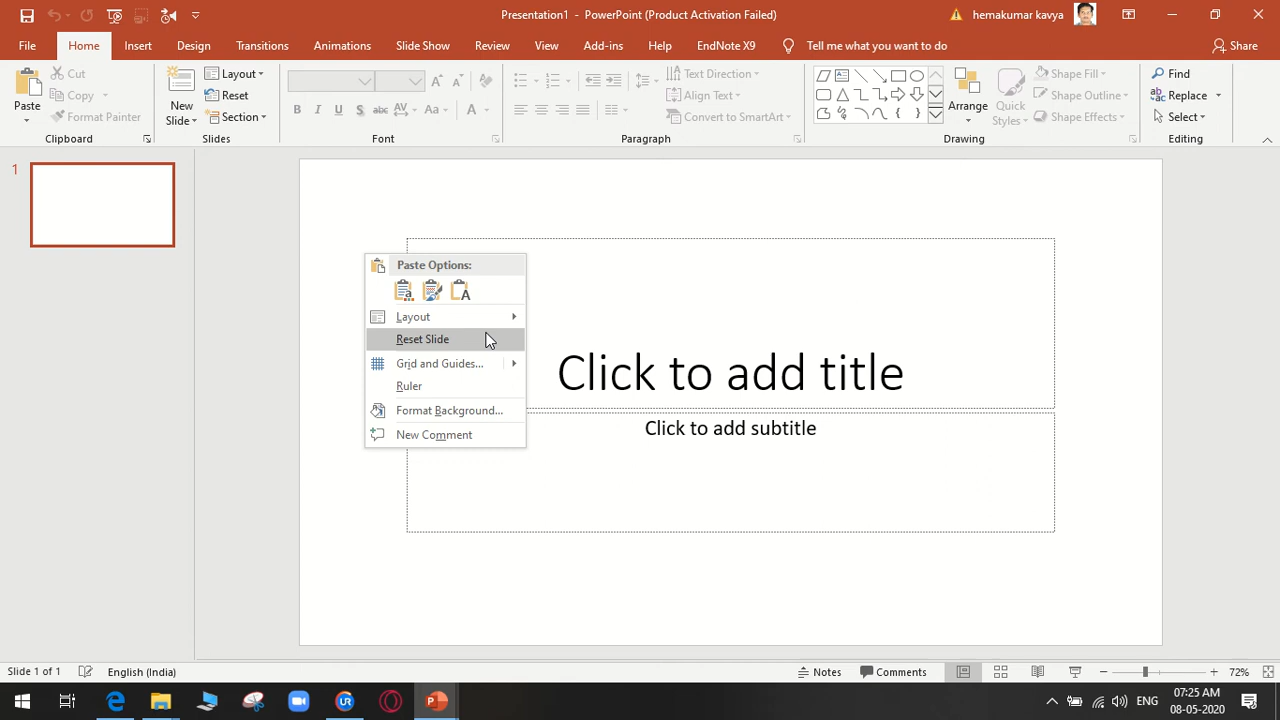 Presentation1 - PowerPoint (Product Activation Failed)
hemakumar kavya
File Home Insert Design Transitions Animations Slide Show Review View Add-ins Help EndNote X9 Tell me what you want to do Share
Paste
Cut
Copy
Format Painter
Clipboard
New Slide
Layout
Reset
Section
Slides
B I U S abc AV Aa A
Font
Text Direction
Align Text
Convert to SmartArt
Paragraph
Arrange
Quick Styles
Shape Fill
Shape Outline
Shape Effects
Drawing
Find
Replace
Select
Editing
1
Paste Options:
Layout
Reset Slide
Grid and Guides...
Ruler
Format Background...
New Comment
Click to add title
Click to add subtitle
Slide 1 of 1 English (India) Notes Comments 72%
ENG
07:25 AM
08-05-2020